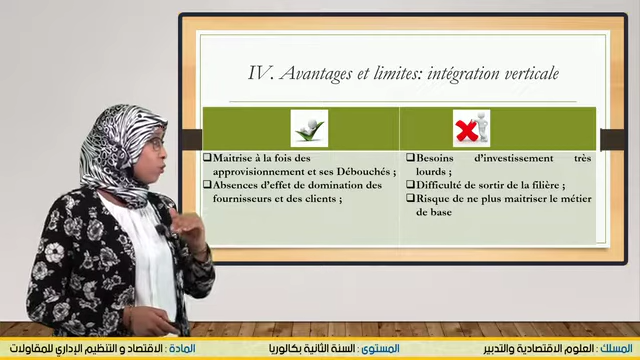 IV. Avantages et limites: intégration verticale
❑Maitrise à la fois des
approvisionnement et ses Débouchés ;
❑Absences d'effet de domination des
fournisseurs et des clients ;
❑Besoins d'investissement très
lourds ;
❑Difficulté de sortir de la filière ;
❑Risque de ne plus maitriser le métier
de base
المسلك : العلوم الاقتصادية والتدبير
المستوى : السنة الثانية بكالوريا
المادة : الاقتصاد و التنظيم الإداري للمقاولات